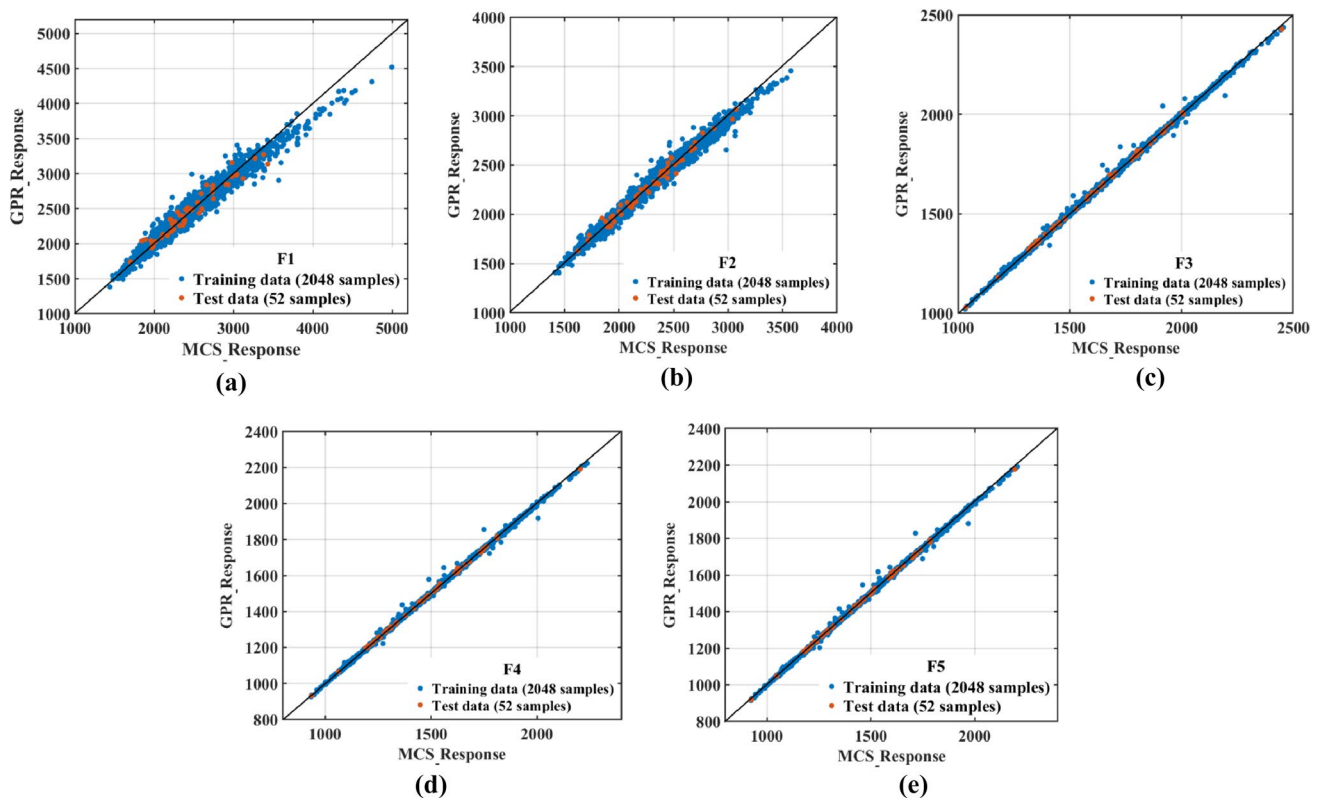 5000
4500
4000
3500
3000
2500
2000
1500
1000
GPR_Response
F1
Training data (2048 samples)
Test data (52 samples)
1000 2000 3000 4000 5000
MCS_Response
(a)
4000
3500
3000
2500
2000
1500
1000
GPR_Response
F2
Training data (2048 samples)
Test data (52 samples)
1000 1500 2000 2500 3000 3500 4000
MCS_Response
(b)
2500
2000
1500
1000
GPR_Response
F3
Training data (2048 samples)
Test data (52 samples)
1000 1500 2000 2500
MCS_Response
(c)
2400
2200
2000
1800
1600
1400
1200
1000
800
GPR_Response
F4
Training data (2048 samples)
Test data (52 samples)
1000 1500 2000
MCS_Response
(d)
2400
2200
2000
1800
1600
1400
1200
1000
800
GPR_Response
F5
Training data (2048 samples)
Test data (52 samples)
1000 1500 2000
MCS_Response
(e)